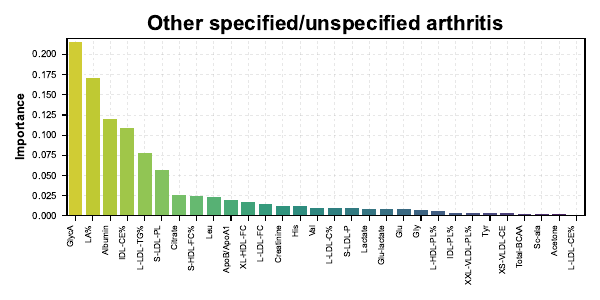 Other specified/unspecified arthritis
Importance
0.200
0.175
0.150
0.125
0.100
0.075
0.050
0.025
0.000
GlycA
LA%
Albumin
IDL-CE%
L-LDL-TG%
S-LDL-PL
Citrate
S-HDL-FC%
Leu
ApoB/ApoA1
XL-HDL-FC
L-LDL-FC
Creatinine
His
Val
L-LDL-C%
S-LDL-P
Lactate
Glu-lactate
Glu
Gly
L-HDL-PL%
IDL-PL%
XXL-VLDL-PL%
Tyr
XS-VLDL-CE
Total-BCAA
Sc-ala
Acetone
L-LDL-CE%